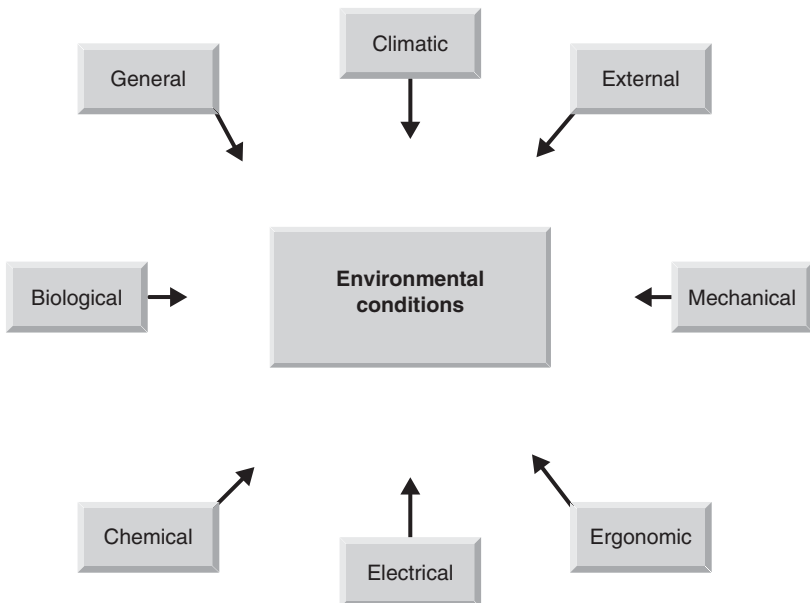 Climatic
General
External
Environmental
conditions
Biological
Mechanical
Chemical
Ergonomic
Electrical